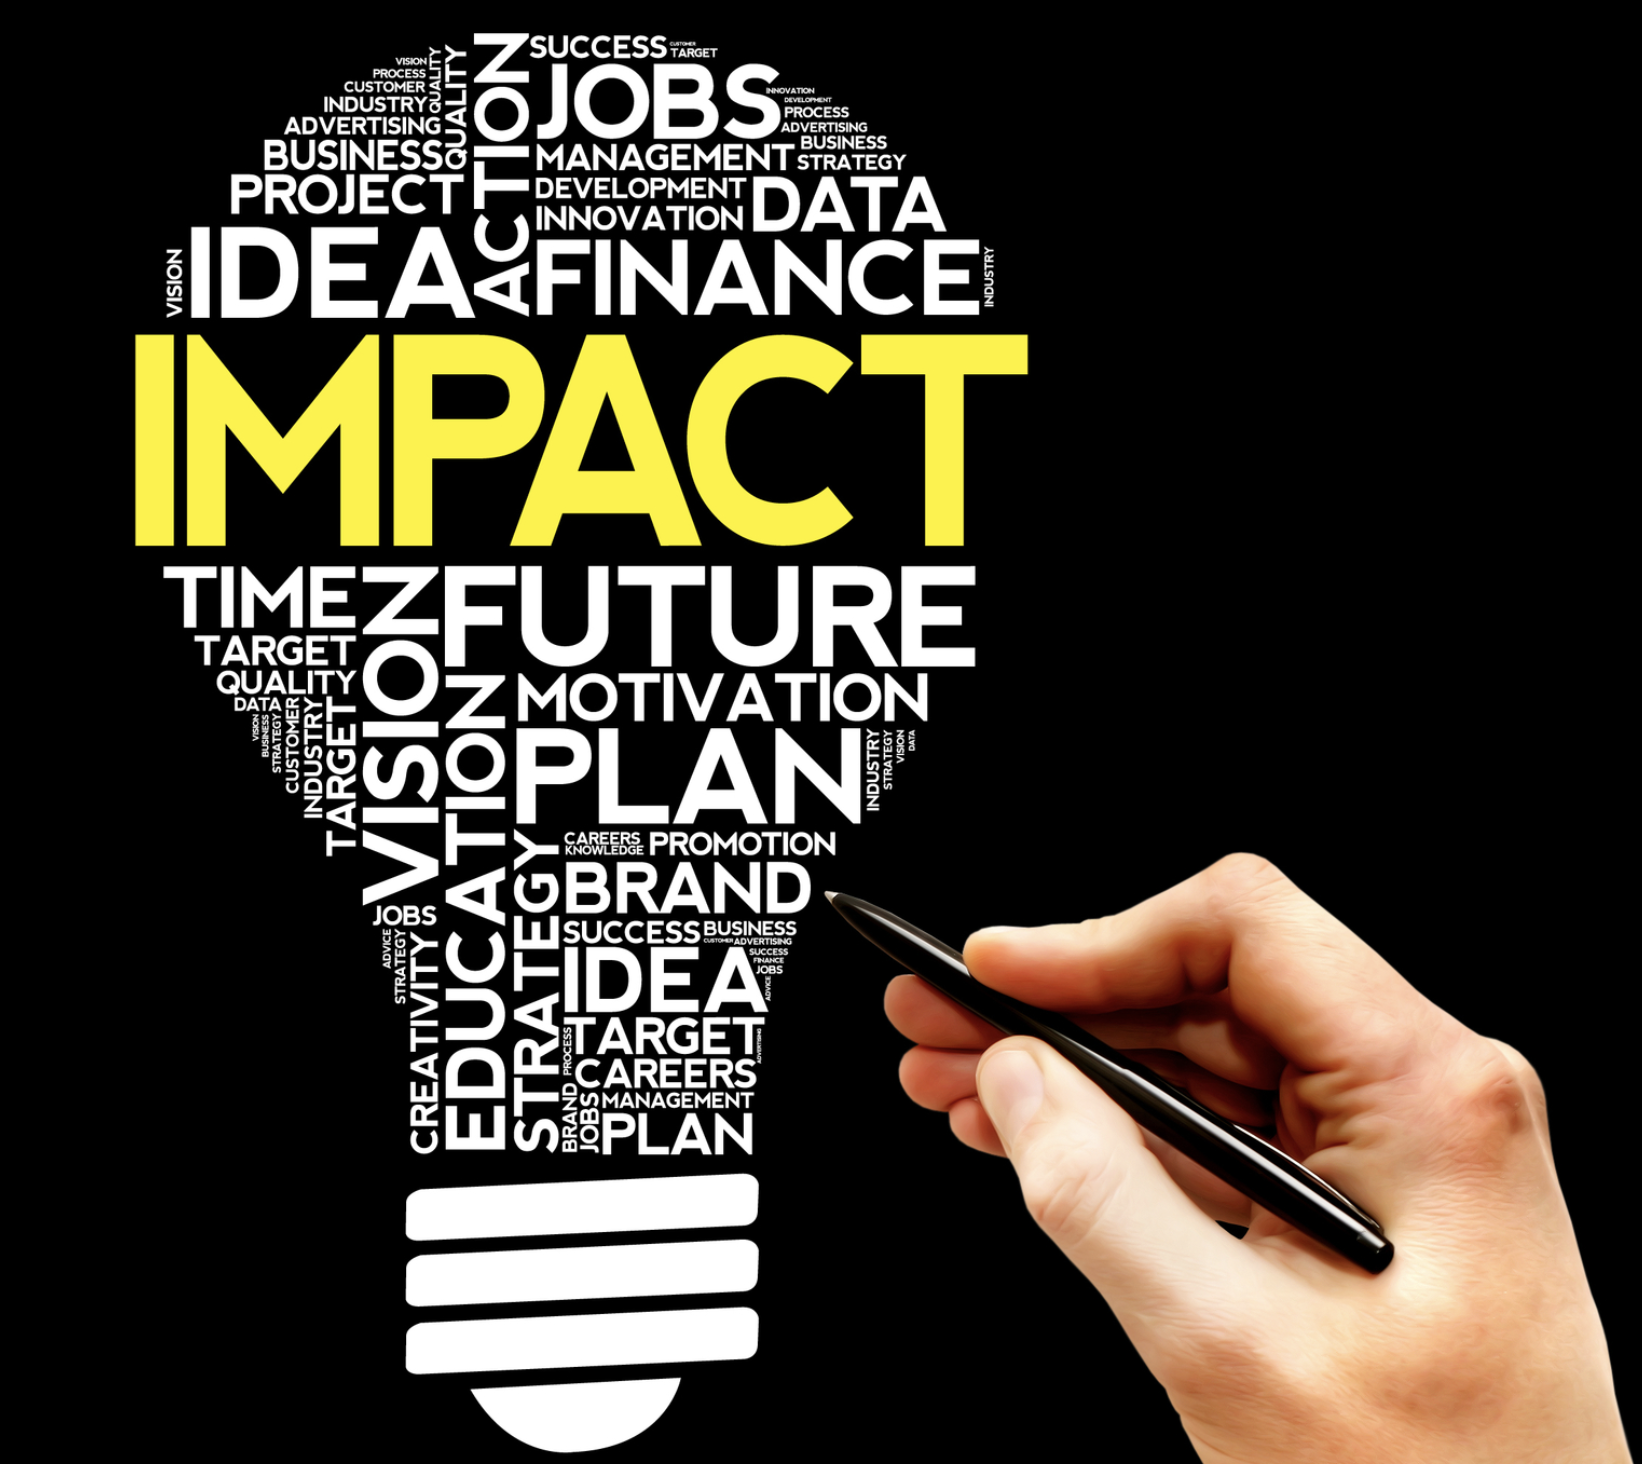 SUCCESS
CUSTOMER
TARGET
VISION
PROCESS
CUSTOMER
INDUSTRY
ADVERTISING
BUSINESS
PROJECT
QUALITY
QUALITY
ACTION
JOBS
INNOVATION
DEVELOPMENT
PROCESS
ADVERTISING
BUSINESS
MANAGEMENT STRATEGY
DEVELOPMENT
INNOVATION
DATA
VISION
IDEA
FINANCE
INDUSTRY
IMPACT
TIME
TARGET
QUALITY
DATA
VISION
BUSINESS
STRATEGY
CUSTOMER
INDUSTRY
TARGET
VISION
FUTURE
EDUCATION
MOTIVATION
PLAN
INDUSTRY
STRATEGY
VISION
DATA
STRATEGY
CAREERS
KNOWLEDGE
PROMOTION
BRAND
JOBS
ADVICE
STRATEGY
CREATIVITY
SUCCESS BUSINESS
CUSTOMER ADVERTISING
IDEA
SUCCESS
FINANCE
JOBS
ADVICE
PROCESS
TARGET
ADVERTISING
CAREERS
BRAND
JOBS
MANAGEMENT
PLAN